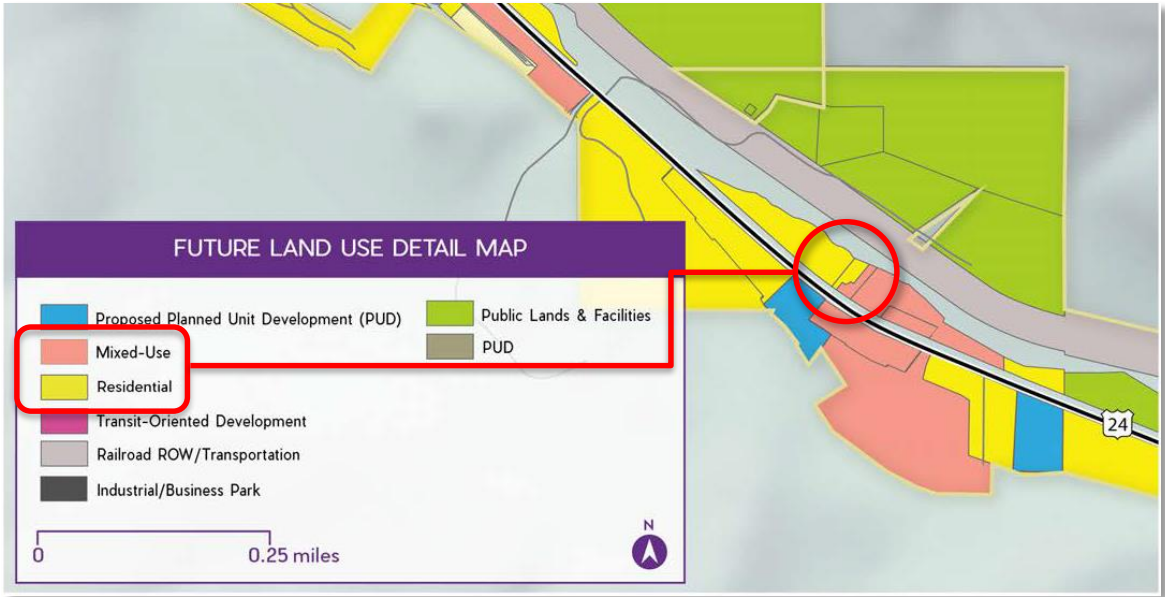 FUTURE LAND USE DETAIL MAP
Proposed Planned Unit Development (PUD)
Mixed-Use
Residential
Transit-Oriented Development
Railroad ROW/Transportation
Industrial/Business Park
Public Lands & Facilities
PUD
0 0.25 miles
N
24